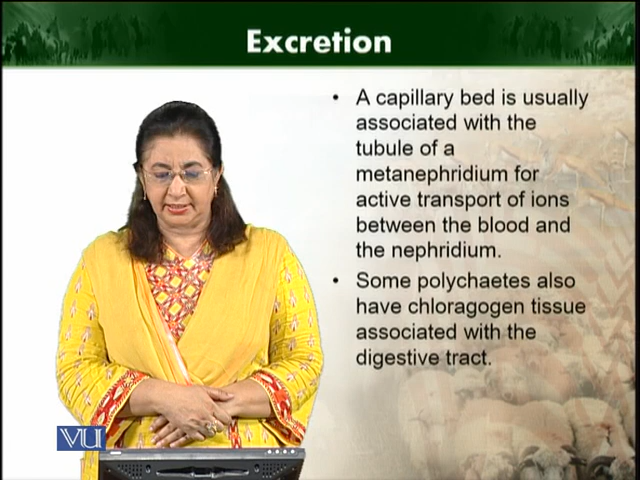 Excretion
• A capillary bed is usually
associated with the
tubule of a
metanephridium for
active transport of ions
between the blood and
the nephridium.
• Some polychaetes also
have chloragogen tissue
associated with the
digestive tract.
VU